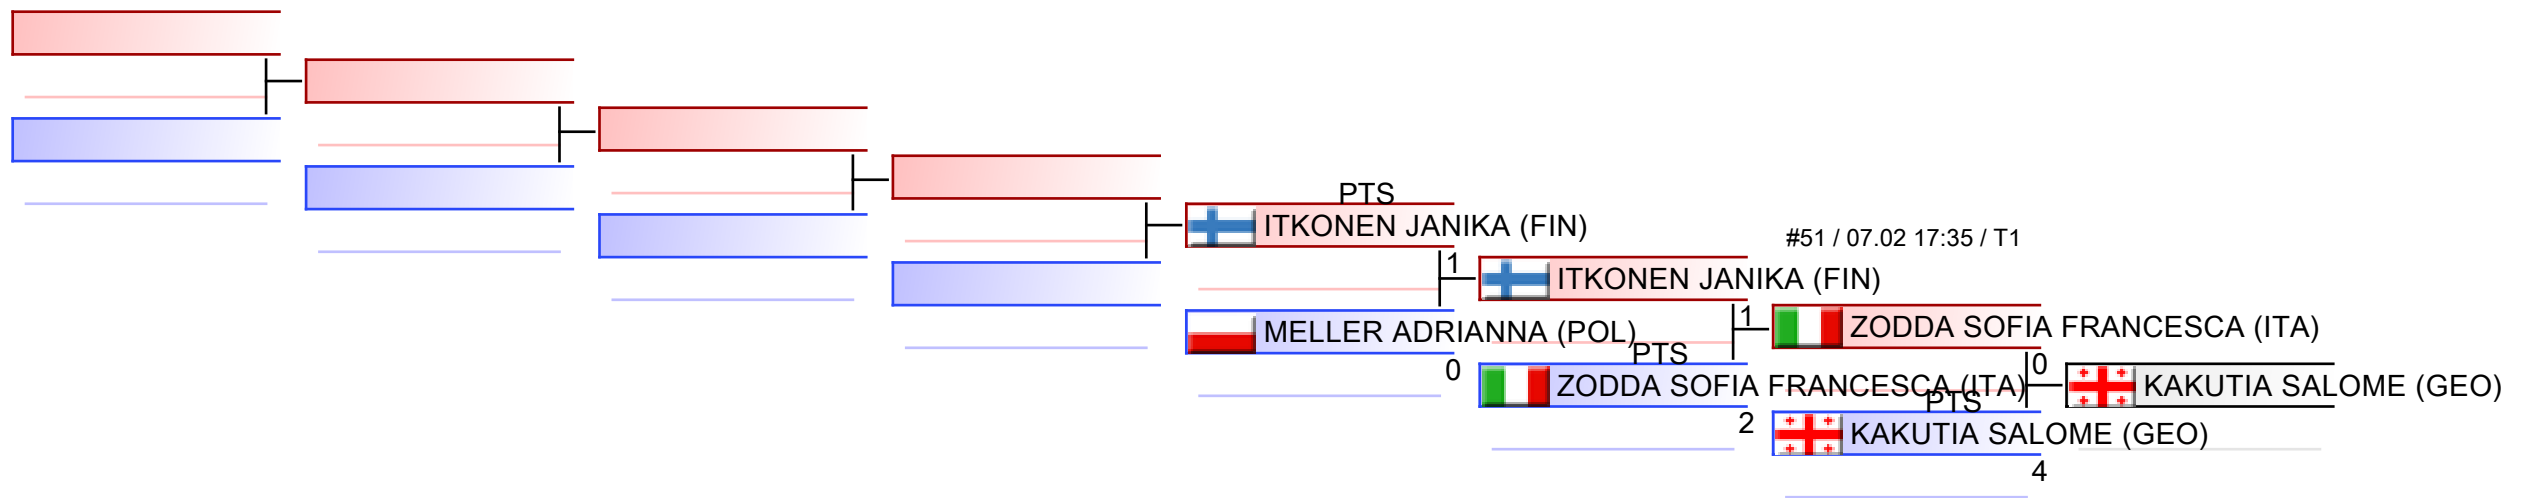 PTS
ITKONEN JANIKA (FIN)
1
MELLER ADRIANNA (POL)
0
ITKONEN JANIKA (FIN)
1
PTS
ZODDA SOFIA FRANCESCA (ITA)
2
#51 / 07.02 17:35 / T1
ZODDA SOFIA FRANCESCA (ITA)
0
PTS
KAKUTIA SALOME (GEO)
4
KAKUTIA SALOME (GEO)